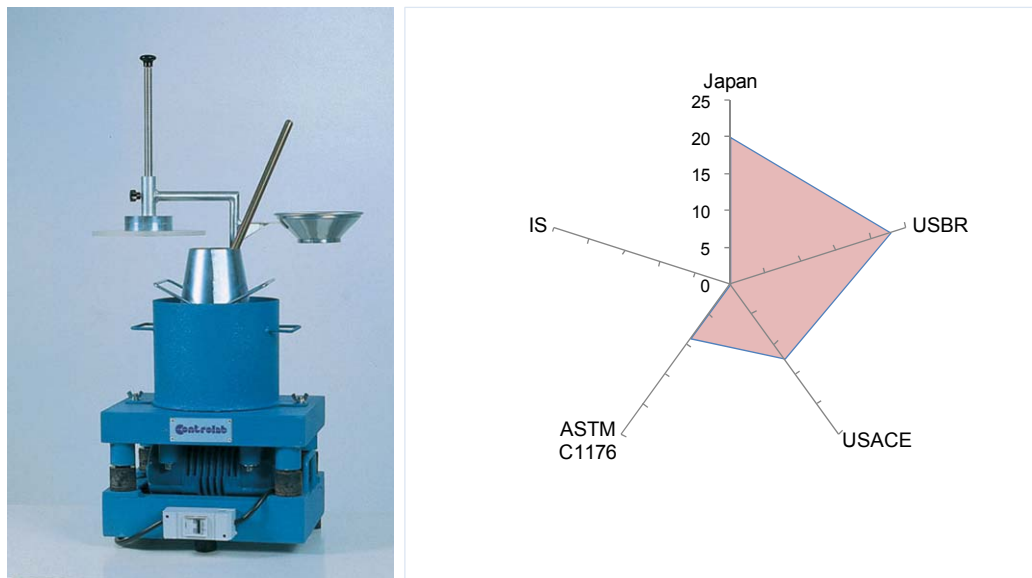 Controlab
Japan
25
20
15
10
5
0
IS
USBR
ASTM
C1176
USACE